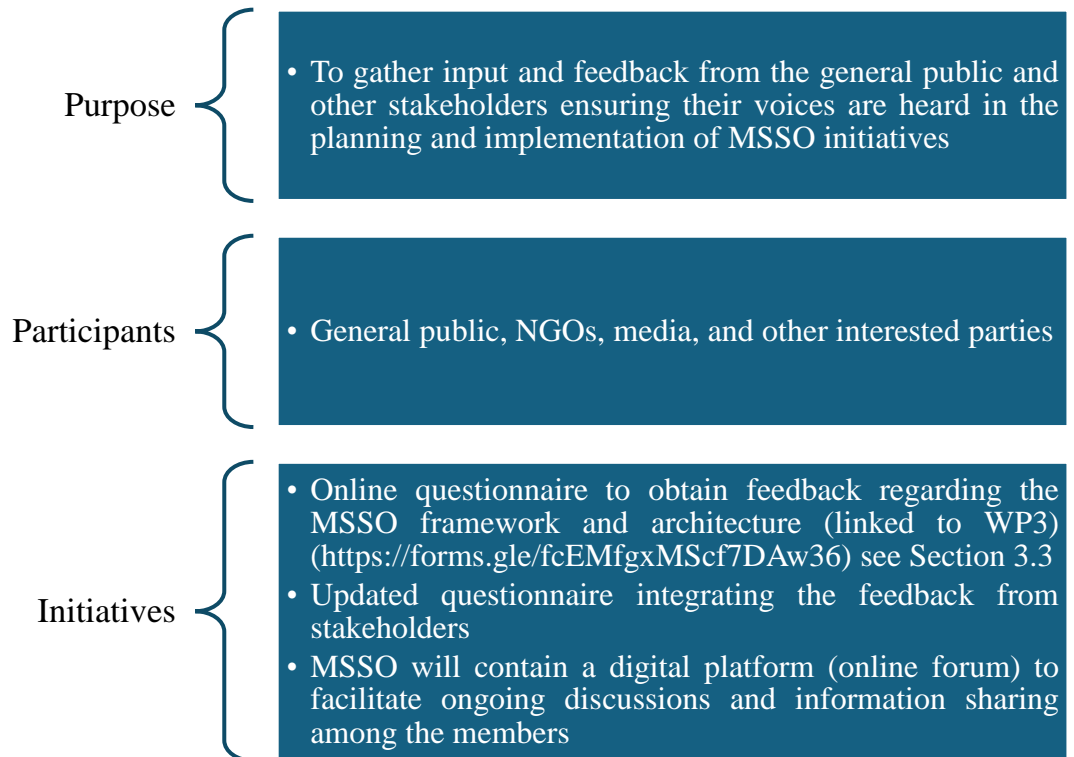 Purpose
• To gather input and feedback from the general public and
other stakeholders ensuring their voices are heard in the
planning and implementation of MSSO initiatives
Participants
• General public, NGOs, media, and other interested parties
Initiatives
• Online questionnaire to obtain feedback regarding the
MSSO framework and architecture (linked to WP3)
(https://forms.gle/fcEMfgxMScf7DAw36) see Section 3.3
• Updated questionnaire integrating the feedback from
stakeholders
• MSSO will contain a digital platform (online forum) to
facilitate ongoing discussions and information sharing
among the members